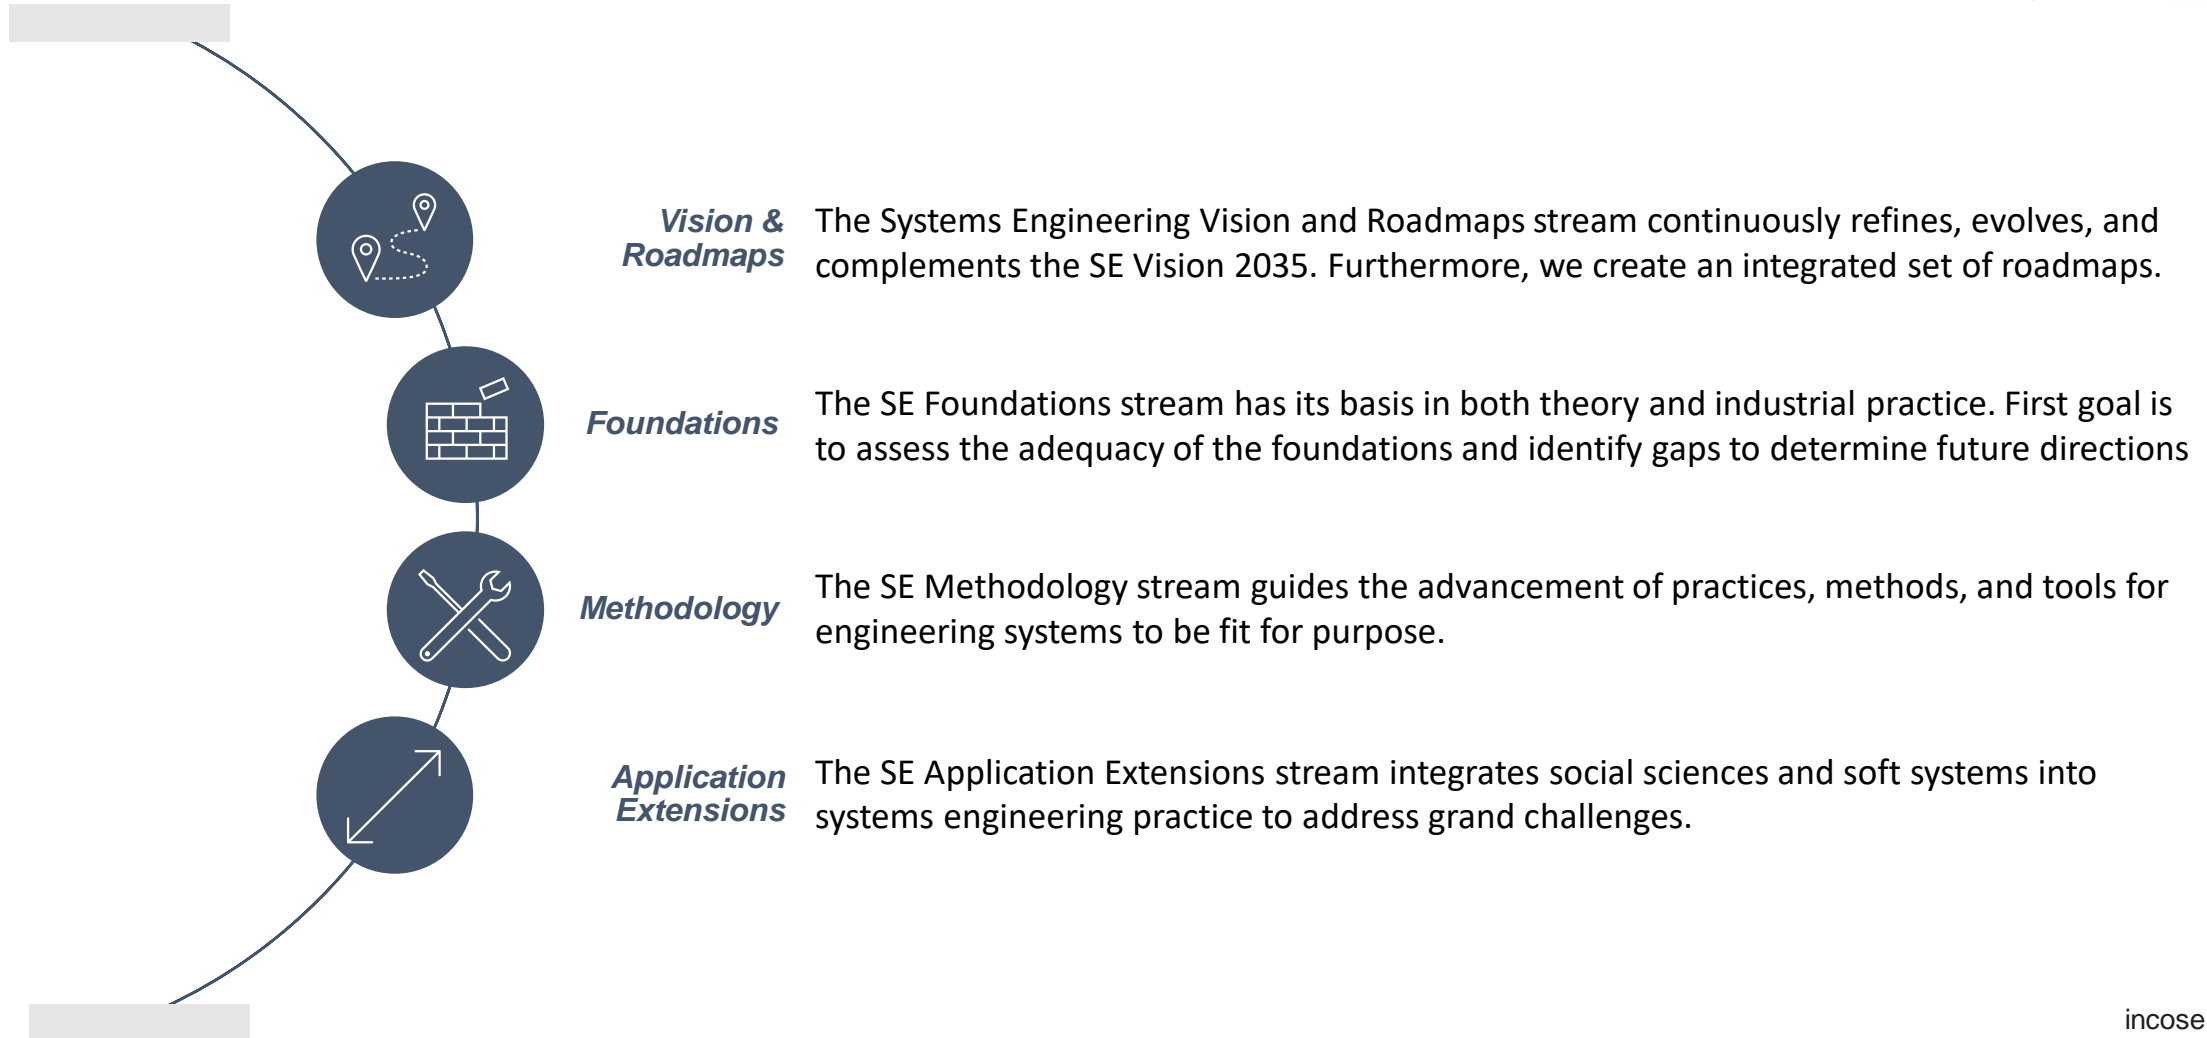 Vision &
Roadmaps
The Systems Engineering Vision and Roadmaps stream continuously refines, evolves, and
complements the SE Vision 2035. Furthermore, we create an integrated set of roadmaps.
Foundations
The SE Foundations stream has its basis in both theory and industrial practice. First goal is
to assess the adequacy of the foundations and identify gaps to determine future directions
Methodology
The SE Methodology stream guides the advancement of practices, methods, and tools for
engineering systems to be fit for purpose.
Application
Extensions
The SE Application Extensions stream integrates social sciences and soft systems into
systems engineering practice to address grand challenges.
incose